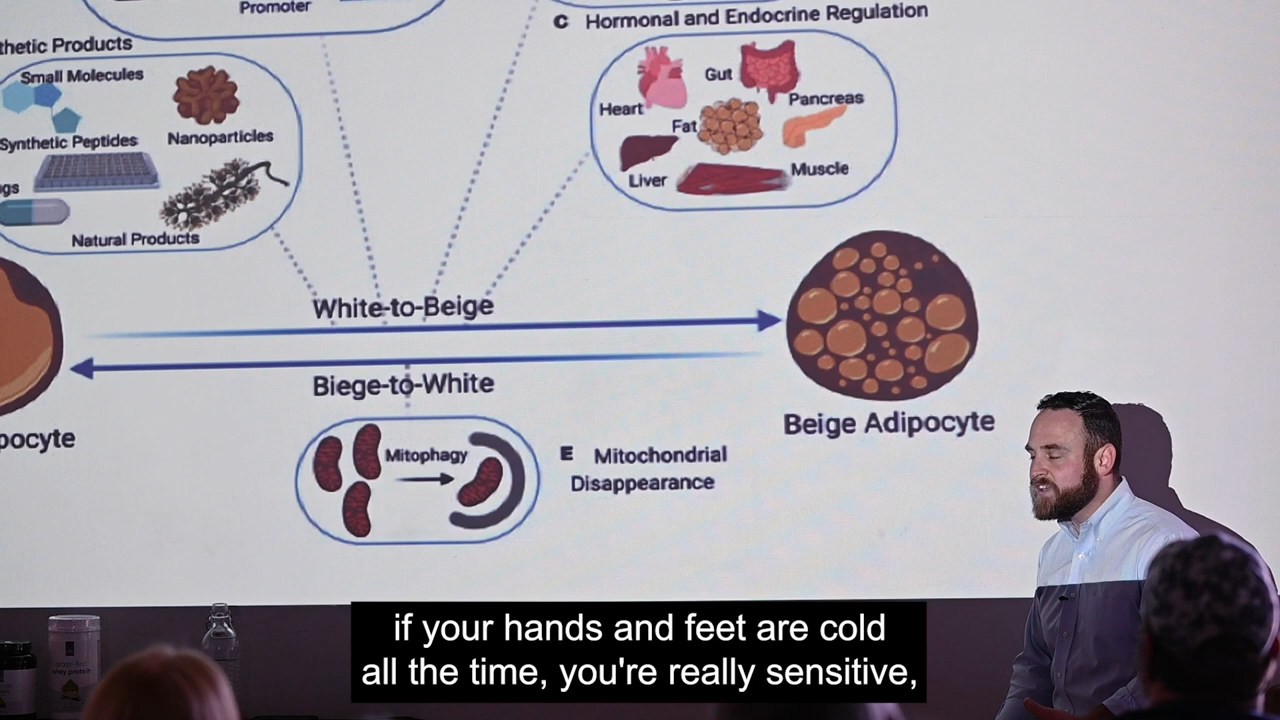 Promoter
C Hormonal and Endocrine Regulation
thetic Products
Small Molecules
Nanoparticles
Synthetic Peptides
gs
Natural Products
Heart
Gut
Fat
Pancreas
Liver
Muscle
White-to-Beige
Biege-to-White
pocyte
Beige Adipocyte
Mitophagy
E Mitochondrial
Disappearance
whey protein
if your hands and feet are cold
all the time, you're really sensitive,